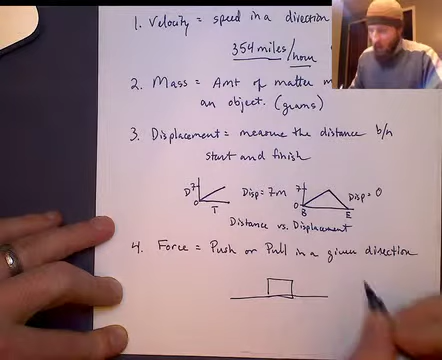 1. Velocity = speed in a direction
354 miles/hour
2. Mass = Amt of matter m
an object. (grams)
3. Displacement = measure the distance b/n
start and finish
D 7 0 T Disp = 7m 7 0 B E Disp = 0
Distance vs. Displacement
4. Force = Push or Pull in a given direction